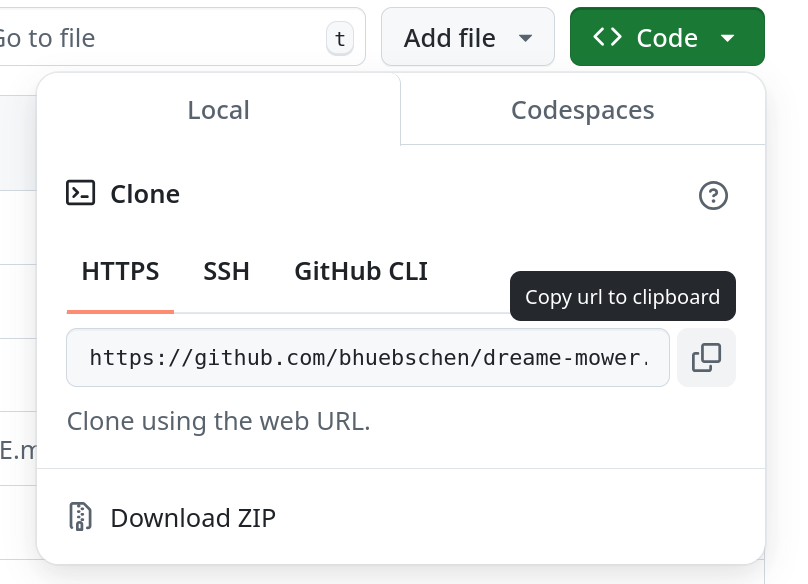 Go to file
t
Add file
Code
Local
Codespaces
Clone
HTTPS
SSH
GitHub CLI
Copy url to clipboard
https://github.com/bhuebschen/dreame-mower.
Clone using the web URL.
E.m
Download ZIP